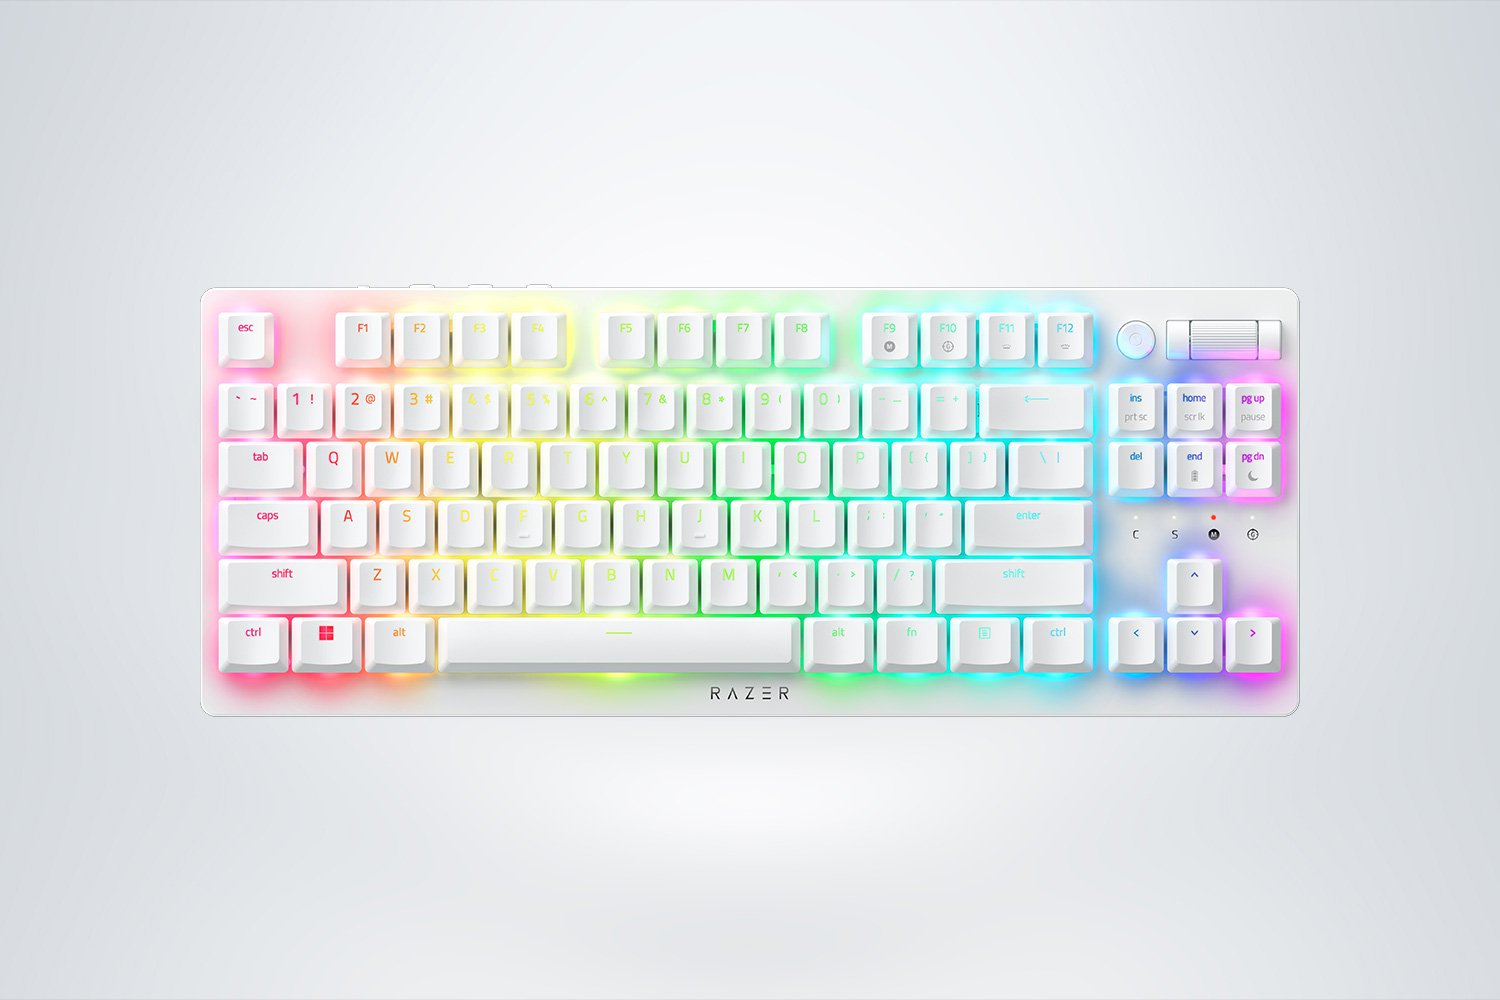 esc F1 F2 F3 F4 F5 F6 F7 F8 F9 F10 F11 F12
M
` ~ 1 ! 2 @ 3 # 4 $ 5 % 6 ^ 7 & 8 * 9 ( 0 ) - _ = + ← ins home pg up
prt sc scr lk pause
tab Q W E R T Y U I O P [ { ] } \ | del end pg dn
caps A S D F G H J K L ; : ' " enter
C S M G
shift Z X C V B N M , < . > / ? shift ^
ctrl alt alt fn ctrl < v >
RAZER